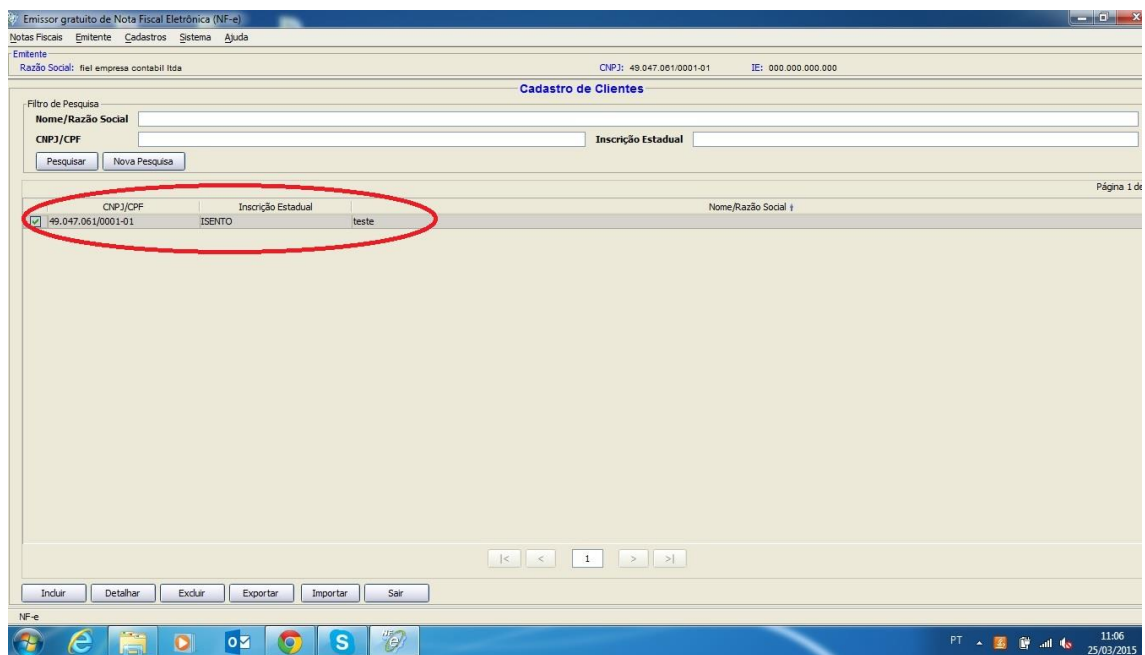 Emissor gratuito de Nota Fiscal Eletrônica (NF-e)
Notas Fiscais Emitente Cadastros Sistema Ajuda
Emitente
Razão Social: fiel empresa contabil ltda CNPJ: 49.047.061/0001-01 IE: 000.000.000.000
Cadastro de Clientes
Filtro de Pesquisa
Nome/Razão Social
CNPJ/CPF Inscrição Estadual
Pesquisar Nova Pesquisa
Página 1 de
CNPJ/CPF Inscrição Estadual Nome/Razão Social
49.047.061/0001-01 ISENTO teste
|< < 1 > >|
Incluir Detalhar Excluir Exportar Importar Sair
NF-e
PT 11:06
25/03/2015